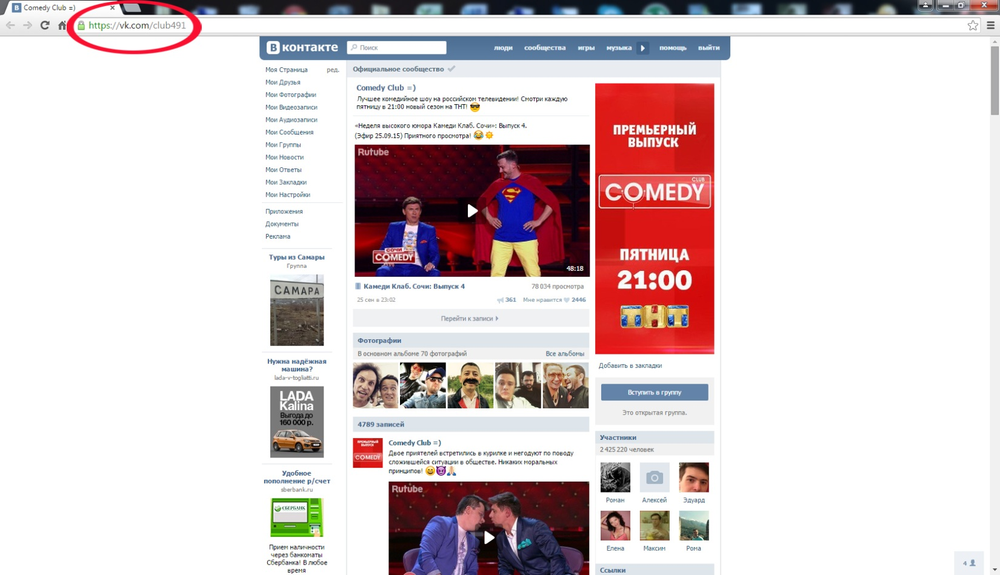 Comedy Club =)
https://vk.com/club491
В контакте
Поиск
люди сообщества игры музыка помощь выйти
Моя Страница ред.
Мои Друзья
Мои Фотографии
Мои Видеозаписи
Мои Аудиозаписи
Мои Сообщения
Мои Группы
Мои Новости
Мои Ответы
Мои Закладки
Мои Настройки
Приложения
Документы
Реклама
Туры из Самары
Группа
САМАРА
Нужна надёжная
машина?
lada-v-togliatti.ru
LADA
Kalina
Выгода до
160 000 р.
Удобное
пополнение р/счет
sberbank.ru
СБЕРБАНК
Прием наличности
через банкоматы
Сбербанка! В любое
время
Официальное сообщество
Comedy Club =)
Лучшее комедийное шоу на российском телевидении! Смотри каждую
пятницу в 21:00 новый сезон на ТНТ!
«Неделя высокого юмора Камеди Клаб. Сочи»: Выпуск 4.
(Эфир 25.09.15) Приятного просмотра!
Rutube
СОЧИ
COMEDY
48:18
Камеди Клаб. Сочи: Выпуск 4 78 034 просмотра
25 сен в 23:02 361 Мне нравится 2446
Перейти к записи
Фотографии
В основном альбоме 70 фотографий Все альбомы
4789 записей
ПРЕМЬЕРНЫЙ
ВЫПУСК
COMEDY
Comedy Club =)
Двое приятелей встретились в курилке и негодуют по поводу
сложившейся ситуации в обществе. Никаких моральных
принципов!
Rutube
ПРЕМЬЕРНЫЙ
ВЫПУСК
CLUB
COMEDY
ПЯТНИЦА
21:00
ТНТ
Добавить в закладки
Вступить в группу
Это открытая группа.
Участники
2 425 220 человек
Роман Алексей Эдуард
Елена Максим Рома
Ссылки
4